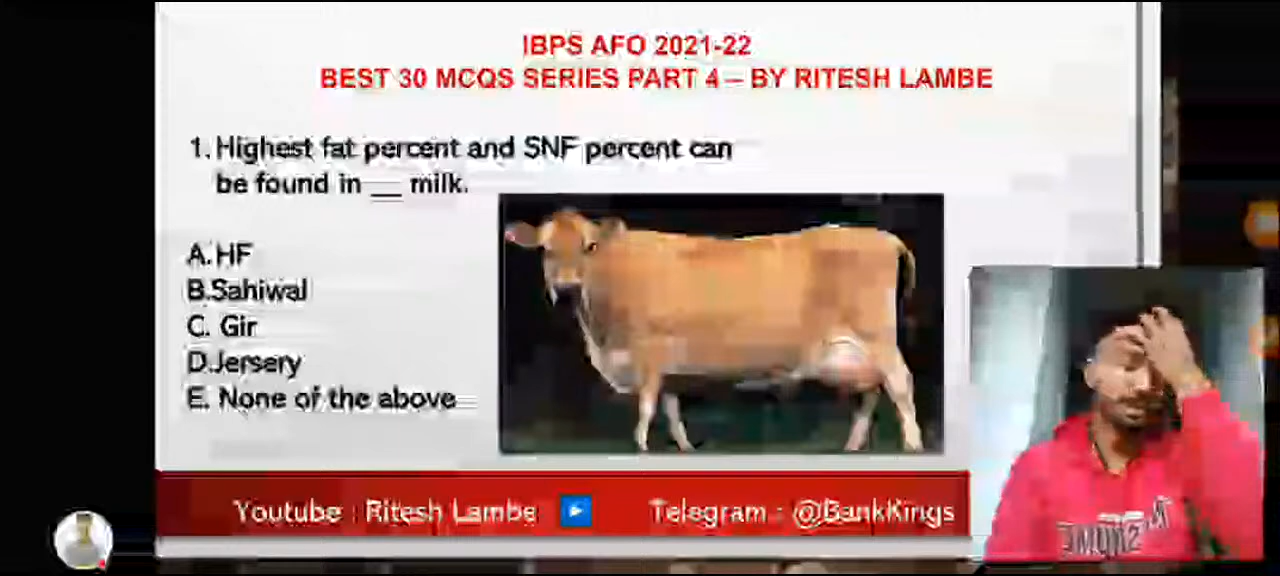 IBPS AFO 2021-22
BEST 30 MCQS SERIES PART 4 – BY RITESH LAMBE
1. Highest fat percent and SNF percent can
be found in __ milk.
A.HF
B.Sahiwal
C. Gir
D.Jersery
E. None of the above
Youtube : Ritesh Lambe
Telegram : @BankKings